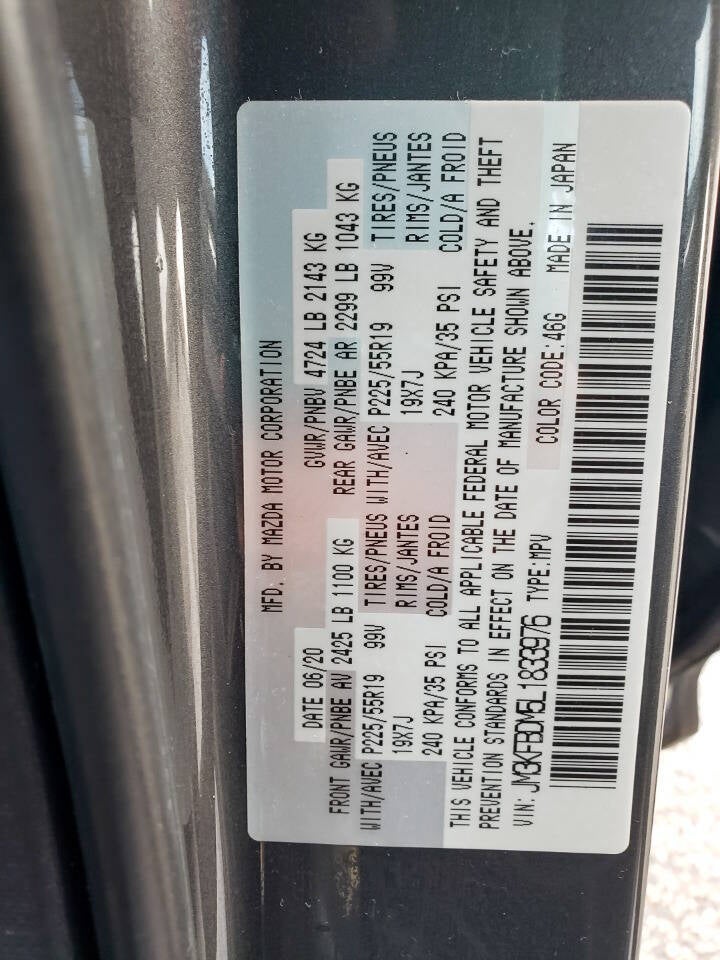 MFD. BY MAZDA MOTOR CORPORATION
DATE 06/20 GVWR/PNBV 4724 LB 2143 KG
FRONT GAWR/PNBE AV 2425 LB 1100 KG REAR GAWR/PNBE AR 2299 LB 1043 KG
WITH/AVEC P225/55R19 99V TIRES/PNEUS WITH/AVEC P225/55R19 99V TIRES/PNEUS
19X7J RIMS/JANTES 19X7J RIMS/JANTES
240 KPA/35 PSI COLD/A FROID 240 KPA/35 PSI COLD/A FROID
THIS VEHICLE CONFORMS TO ALL APPLICABLE FEDERAL MOTOR VEHICLE SAFETY AND THEFT
PREVENTION STANDARDS IN EFFECT ON THE DATE OF MANUFACTURE SHOWN ABOVE.
VIN: JM3KFBDM5L1833976 TYPE:MPV COLOR CODE:46G MADE IN JAPAN